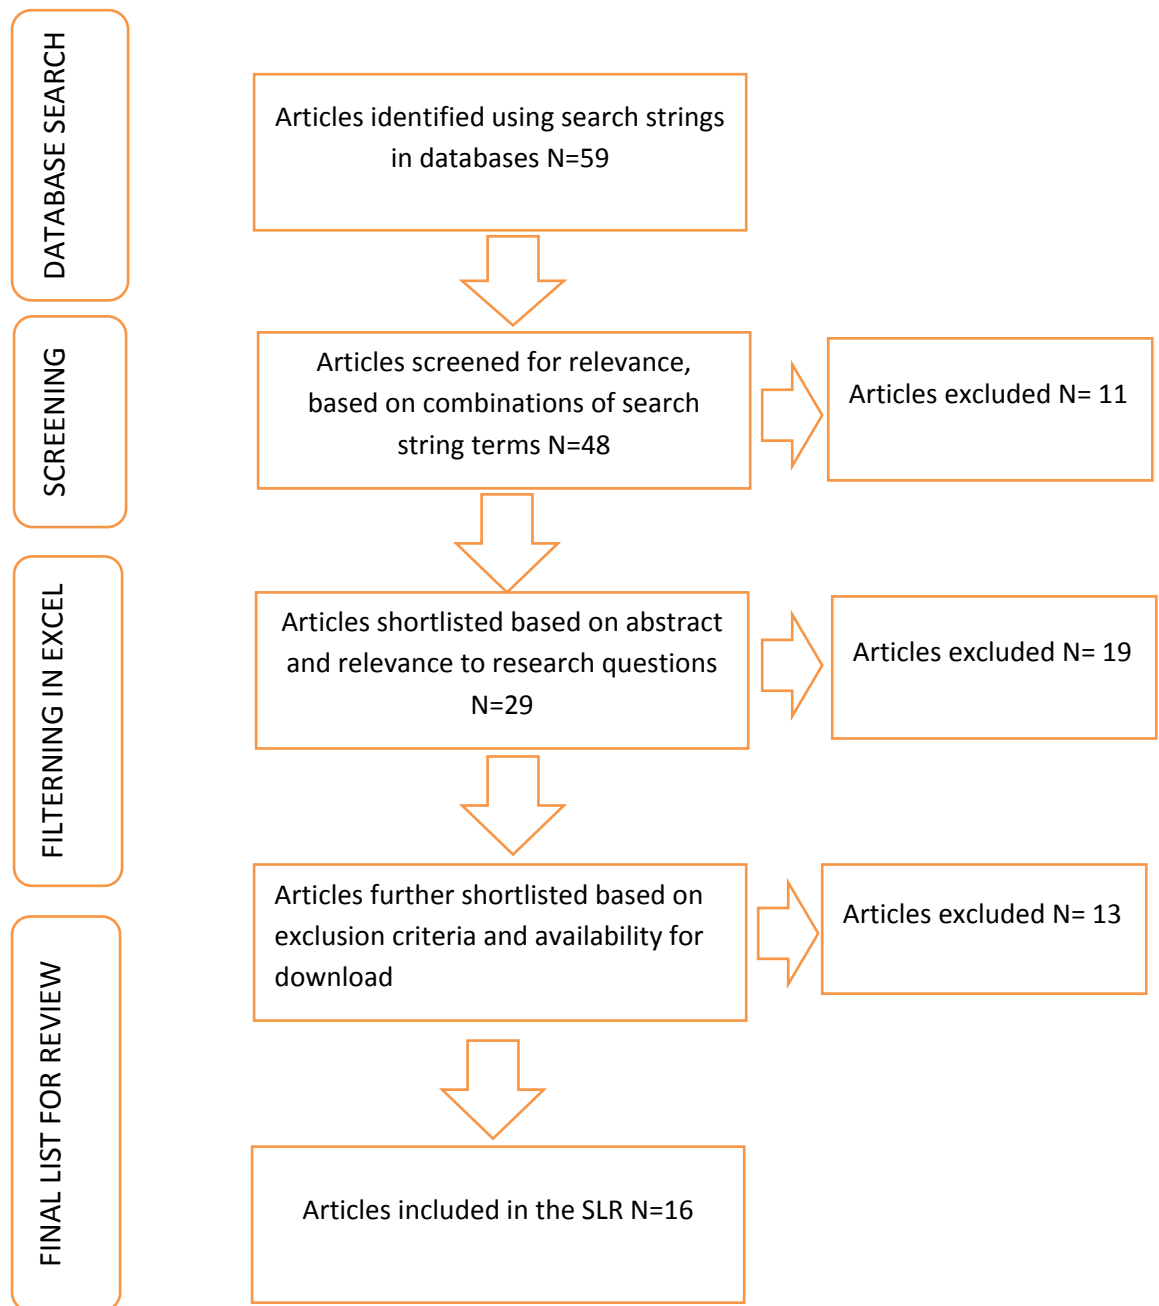 DATABASE SEARCH
Articles identified using search strings
in databases N=59
SCREENING
Articles screened for relevance,
based on combinations of search
string terms N=48
Articles excluded N= 11
FILTERNING IN EXCEL
Articles shortlisted based on abstract
and relevance to research questions
N=29
Articles excluded N= 19
Articles further shortlisted based on
exclusion criteria and availability for
download
Articles excluded N= 13
FINAL LIST FOR REVIEW
Articles included in the SLR N=16